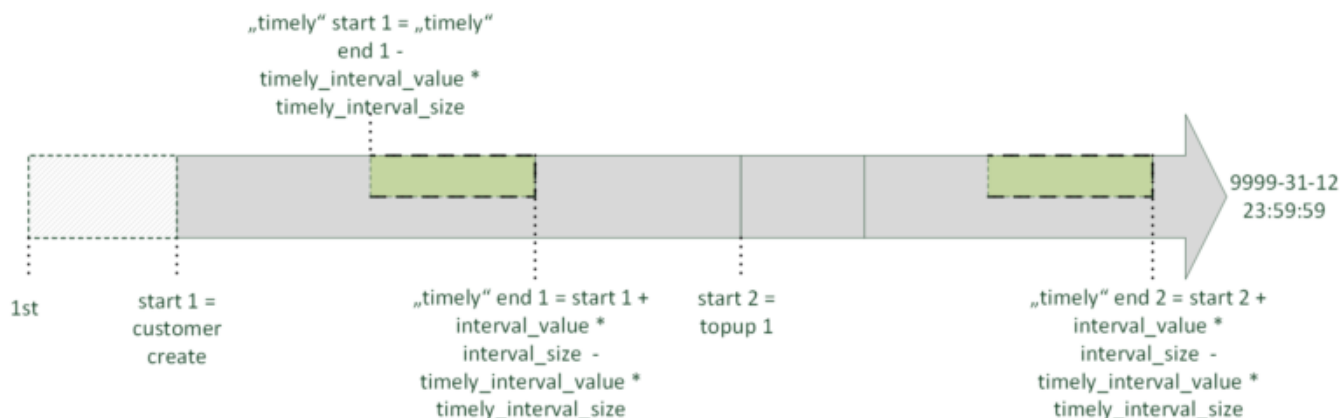 „timely“ start 1 = „timely“
end 1 -
timely_interval_value *
timely_interval_size
9999-31-12
23:59:59
1st
start 1 =
customer
create
„timely“ end 1 = start 1 +
interval_value *
interval_size -
timely_interval_value *
timely_interval_size
start 2 =
topup 1
„timely“ end 2 = start 2 +
interval_value *
interval_size -
timely_interval_value *
timely_interval_size